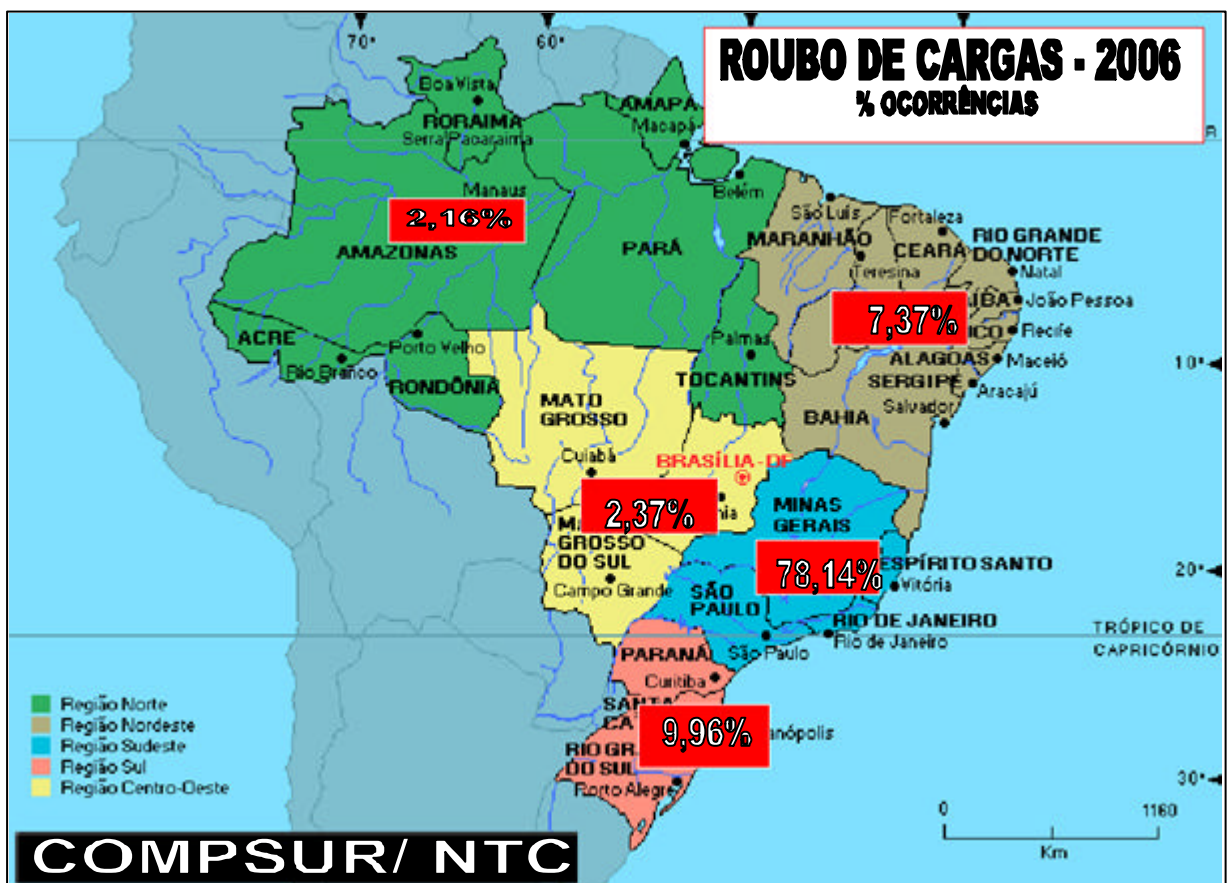 ROUBO DE CARGAS - 2006
% OCORRÊNCIAS
70°
60°
Boa Vista
RORAIMA
Serra Pacaraima
AMAPÁ
Macapá
Manaus
2,16%
AMAZONAS
PARÁ
Belém
São Luís
MARANHÃO
Teresina
Fortaleza
CEARÁ
RIO GRANDE
DO NORTE
Natal
João Pessoa
7,37%
Recife
ALAGOAS
Maceió
SERGIPE
Aracajú
Salvador
BAHIA
10°
ACRE
Rio Branco
Porto Velho
RONDÔNIA
Palmas
TOCANTINS
MATO
GROSSO
Cuiabá
BRASÍLIA-DF
2,37%
GROSSO
DO SUL
Campo Grande
MINAS
GERAIS
78,14%
ESPÍRITO SANTO
Vitória
20°
SÃO
PAULO
São Paulo
RIO DE JANEIRO
Rio de Janeiro
TRÓPICO DE
CAPRICÓRNIO
PARANÁ
Curitiba
9,96%
DO SUL
Porto Alegre
30°
Região Norte
Região Nordeste
Região Sudeste
Região Sul
Região Centro-Oeste
0 1160
Km
COMPSUR/ NTC